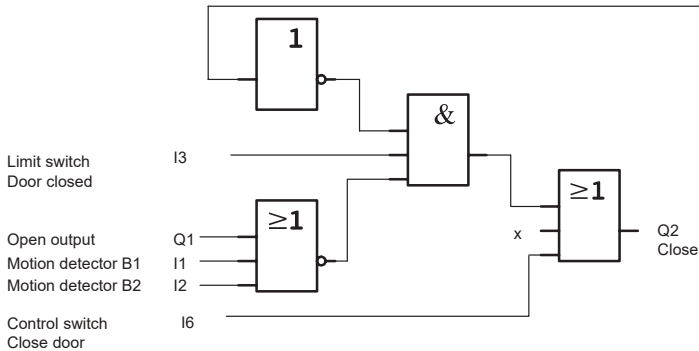 1
&
Limit switch I3
Door closed
≥1
≥1
Open output Q1
x
Q2
Motion detector B1 I1
Close
Motion detector B2 I2
Control switch I6
Close door